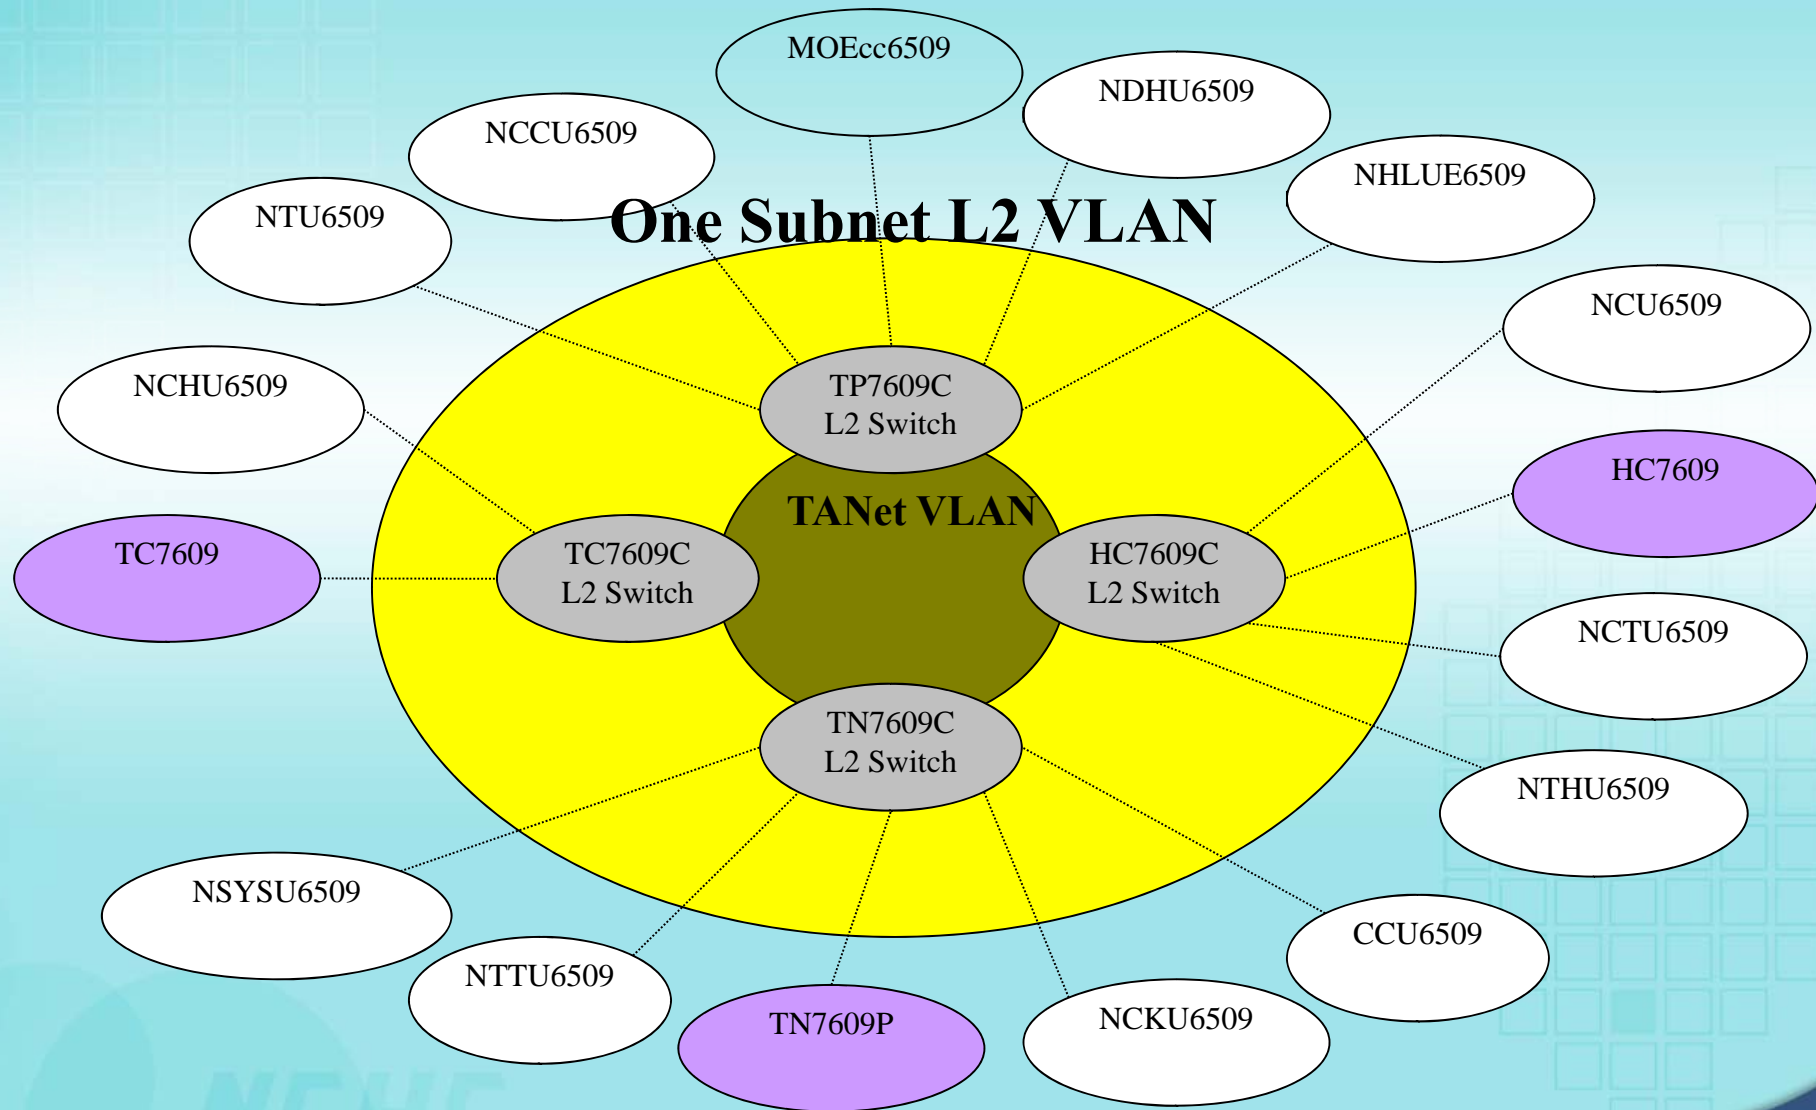 MOEcc6509
NDHU6509
NCCU6509
NHLUE6509
NTU6509
One Subnet L2 VLAN
NCU6509
NCHU6509
TP7609C
L2 Switch
HC7609
TANet VLAN
TC7609
TC7609C
L2 Switch
HC7609C
L2 Switch
NCTU6509
TN7609C
L2 Switch
NTHU6509
NSYSU6509
CCU6509
NTTU6509
TN7609P
NCKU6509
NCHC